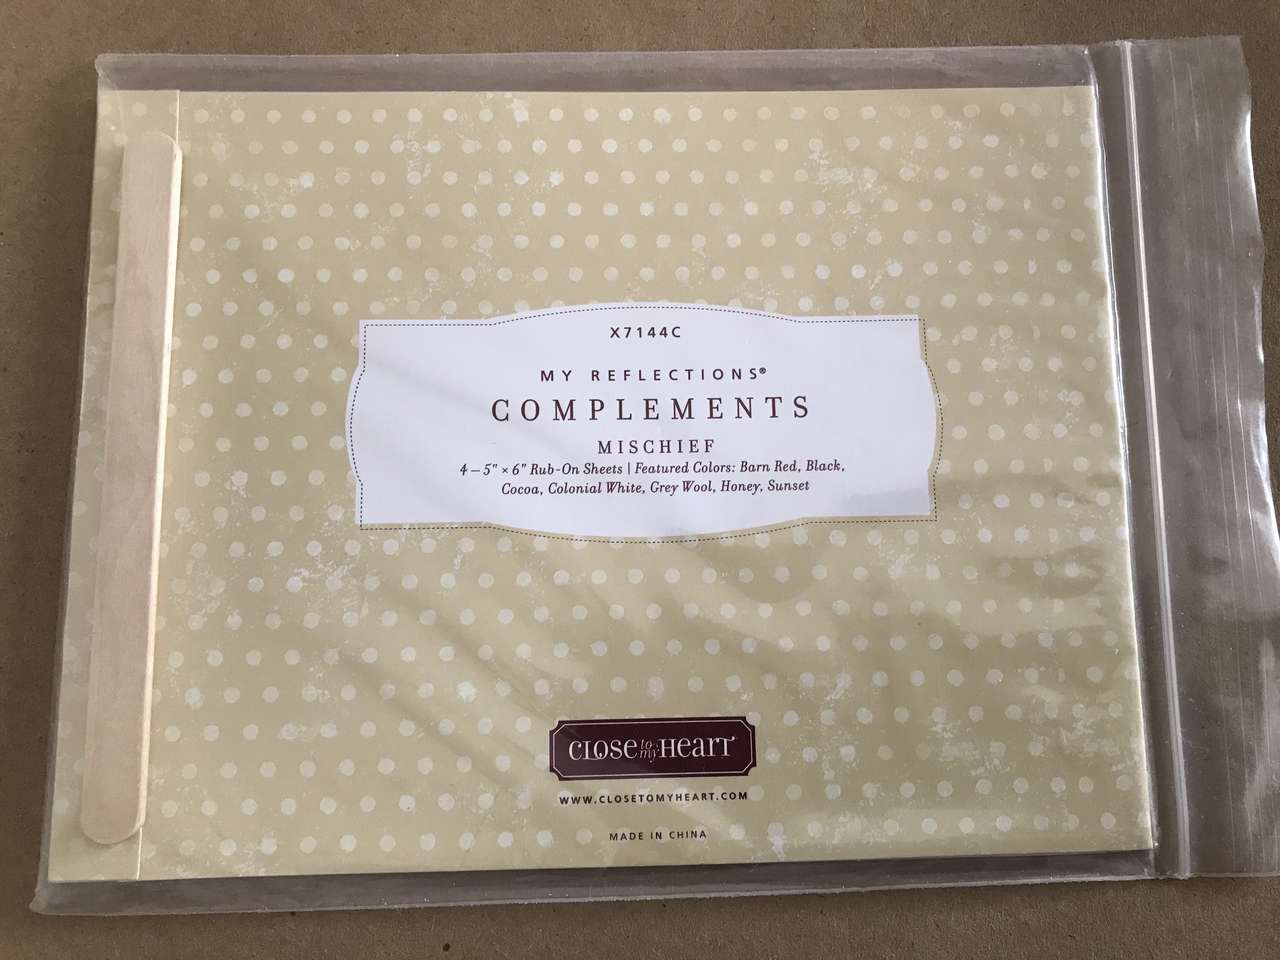 X7144C
MY REFLECTIONS®
COMPLEMENTS
MISCHIEF
4 – 5" × 6" Rub-On Sheets | Featured Colors: Barn Red, Black,
Cocoa, Colonial White, Grey Wool, Honey, Sunset
CLOSE to my HEART
WWW.CLOSETOMYHEART.COM
MADE IN CHINA